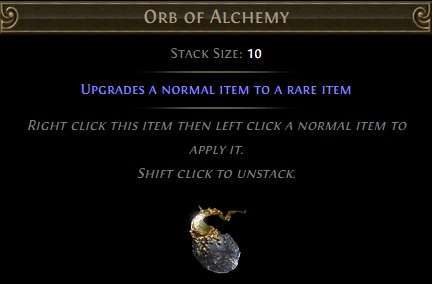 Orb of Alchemy
Stack Size: 10
Upgrades a normal item to a rare item
Right click this item then left click a normal item to
apply it.
Shift click to unstack.